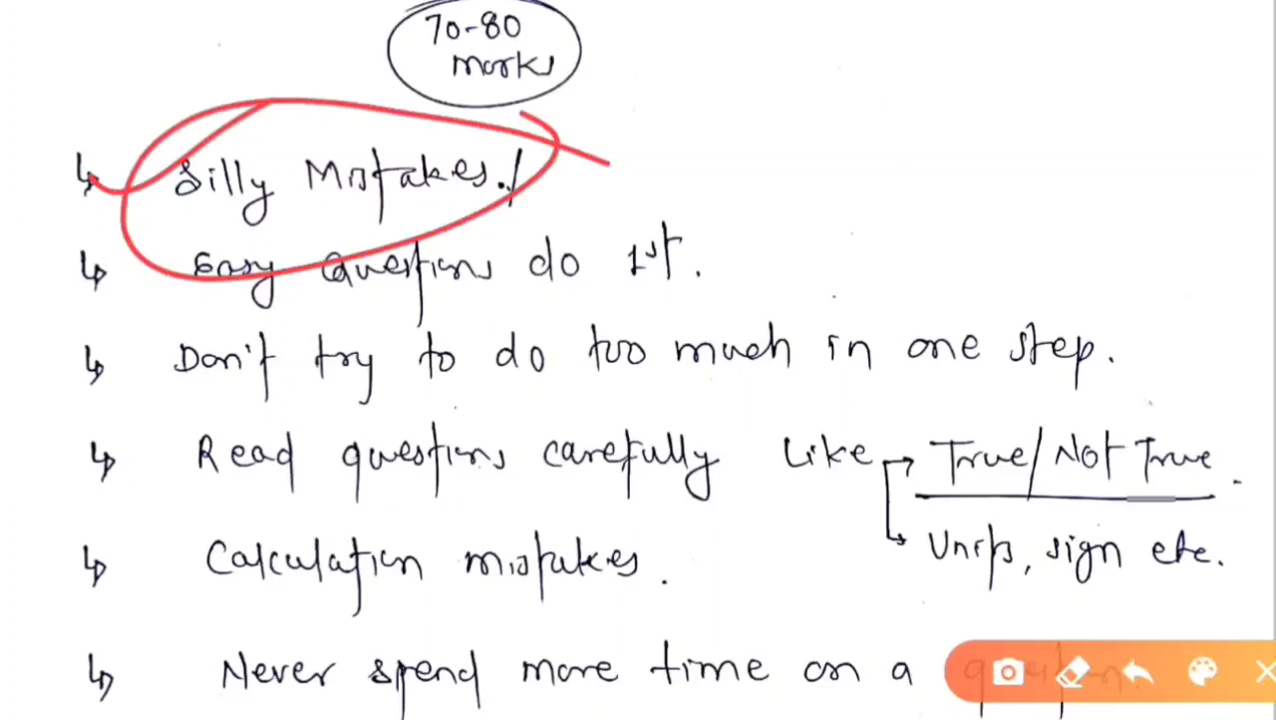 70-80
marks
Silly Mistakes.
Easy Questions do 1st.
Don't try to do too much in one step.
Read questions carefully Like True/Not True.
Units, sign etc.
Calculation mistakes.
Never spend more time on a question.